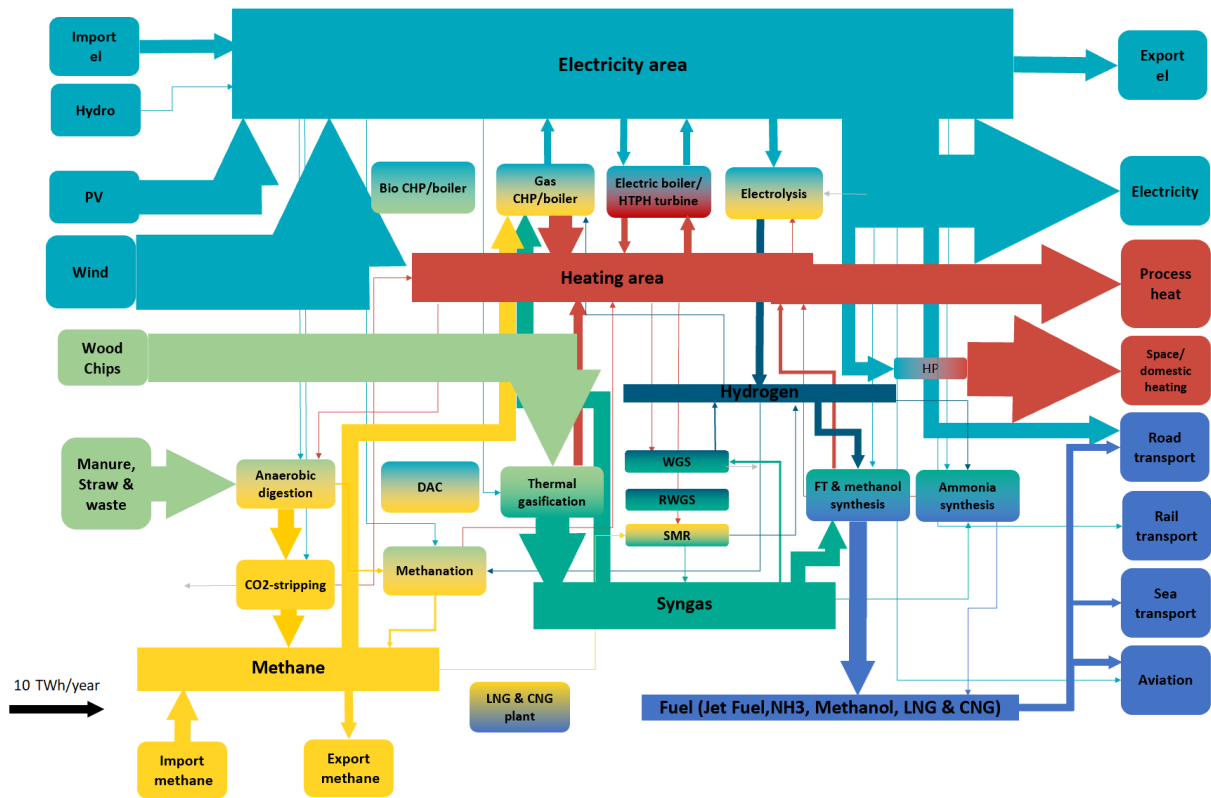 Import
el
Electricity area
Export
el
Hydro
PV
Bio CHP/boiler
Gas
CHP/boiler
Electric boiler/
HTPH turbine
Electrolysis
Electricity
Wind
Heating area
Process
heat
Wood
Chips
HP
Space/
domestic
heating
Hydrogen
Road
transport
Manure,
Straw &
waste
Anaerobic
digestion
DAC
Thermal
gasification
WGS
RWGS
SMR
FT & methanol
synthesis
Ammonia
synthesis
Rail
transport
CO2-stripping
Methanation
Syngas
Sea
transport
Methane
Aviation
10 TWh/year
LNG & CNG
plant
Fuel (Jet Fuel,NH3, Methanol, LNG & CNG)
Import
methane
Export
methane